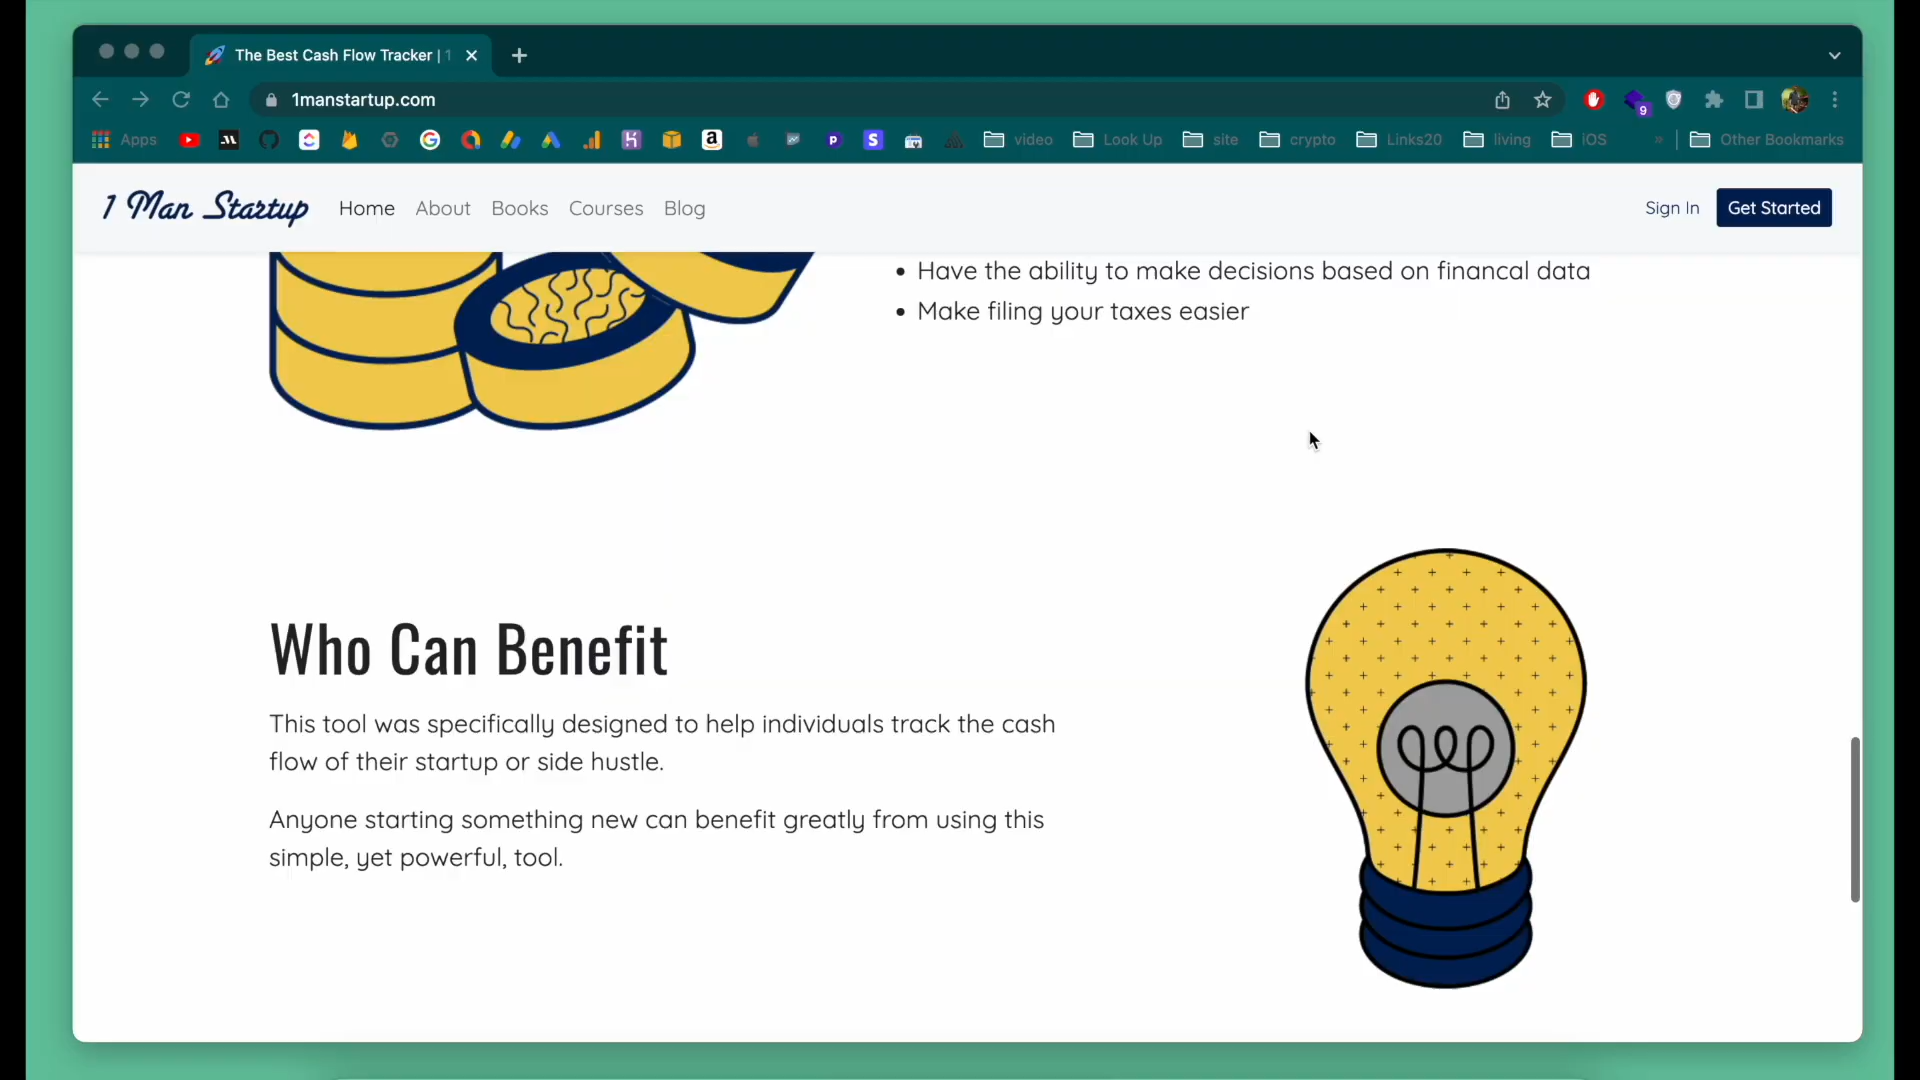 The Best Cash Flow Tracker | 1
1manstartup.com
9
Apps
video
Look Up
site
crypto
Links20
living
iOS
»
Other Bookmarks
1 Man Startup
Home
About
Books
Courses
Blog
Sign In
Get Started
• Have the ability to make decisions based on financal data
• Make filing your taxes easier
Who Can Benefit
This tool was specifically designed to help individuals track the cash
flow of their startup or side hustle.
Anyone starting something new can benefit greatly from using this
simple, yet powerful, tool.